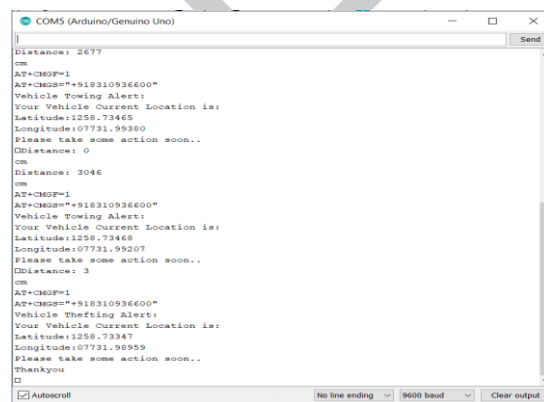 COM5 (Arduino/Genuino Uno)
Send
Distance: 2677
cm
AT+CMGF=1
AT+CMGS="+918310936600"
Vehicle Towing Alert:
Your Vehicle Current Location is:
Latitude:1258.73465
Longitude:07731.99380
Please take some action soon..
□Distance: 0
cm
Distance: 3046
cm
AT+CMGF=1
AT+CMGS="+918310936600"
Vehicle Towing Alert:
Your Vehicle Current Location is:
Latitude:1258.73468
Longitude:07731.99207
Please take some action soon..
□Distance: 3
cm
AT+CMGF=1
AT+CMGS="+918310936600"
Vehicle Thefting Alert:
Your Vehicle Current Location is:
Latitude:1258.73347
Longitude:07731.98959
Please take some action soon..
Thankyou
□
Autoscroll
No line ending
9600 baud
Clear output